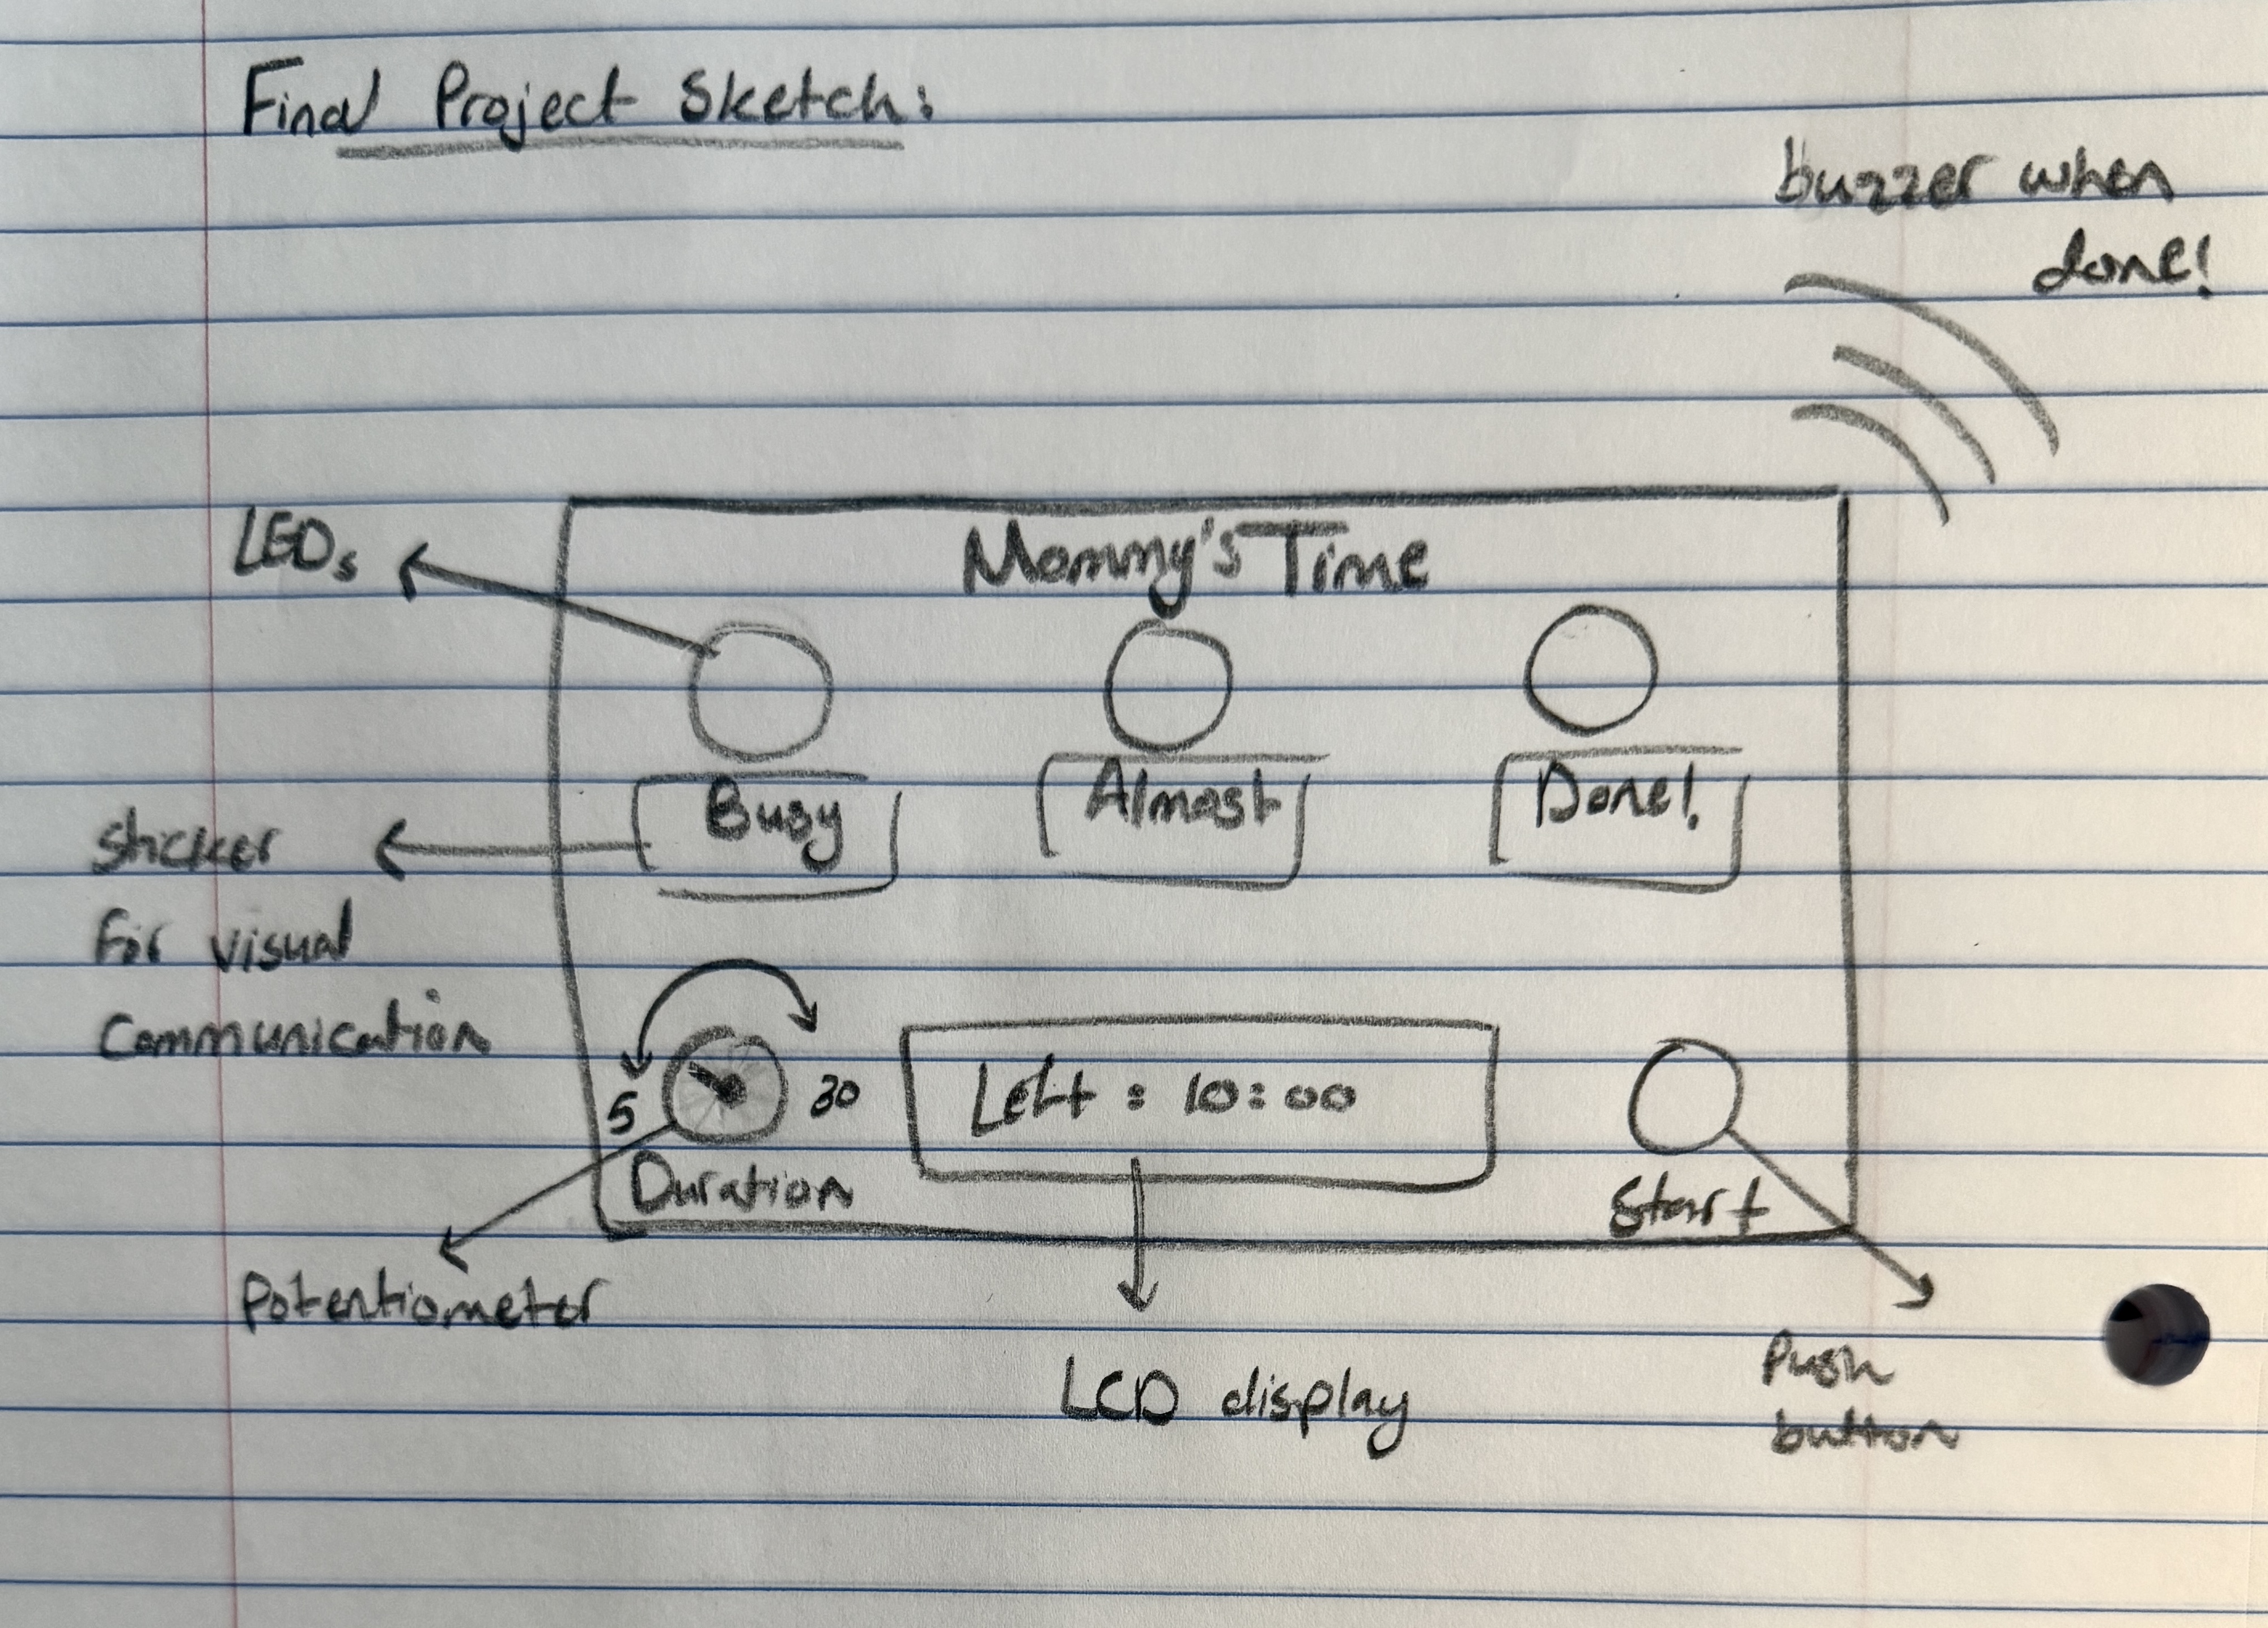 Final Project Sketch:
buzzer when
done!
LEDs
Mommy's Time
Busy
Almost
Done!
Sticker
for visual
Communication
5
30
Duration
Left : 10:00
Start
Potentiometer
LCD display
Push
button